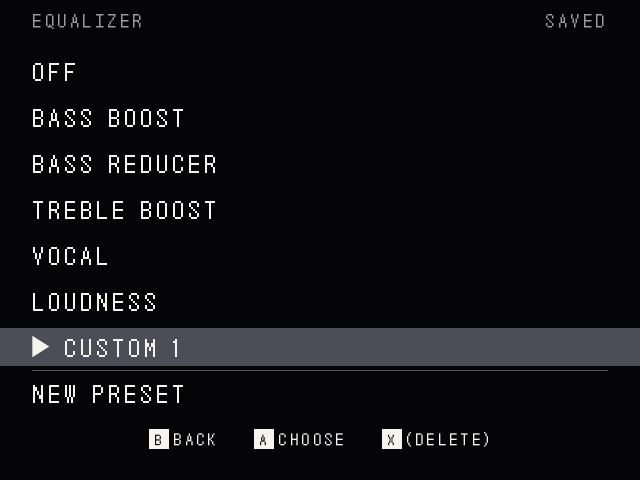 EQUALIZER SAVED
OFF
BASS BOOST
BASS REDUCER
TREBLE BOOST
VOCAL
LOUDNESS
▶ CUSTOM 1
NEW PRESET
B BACK A CHOOSE X (DELETE)